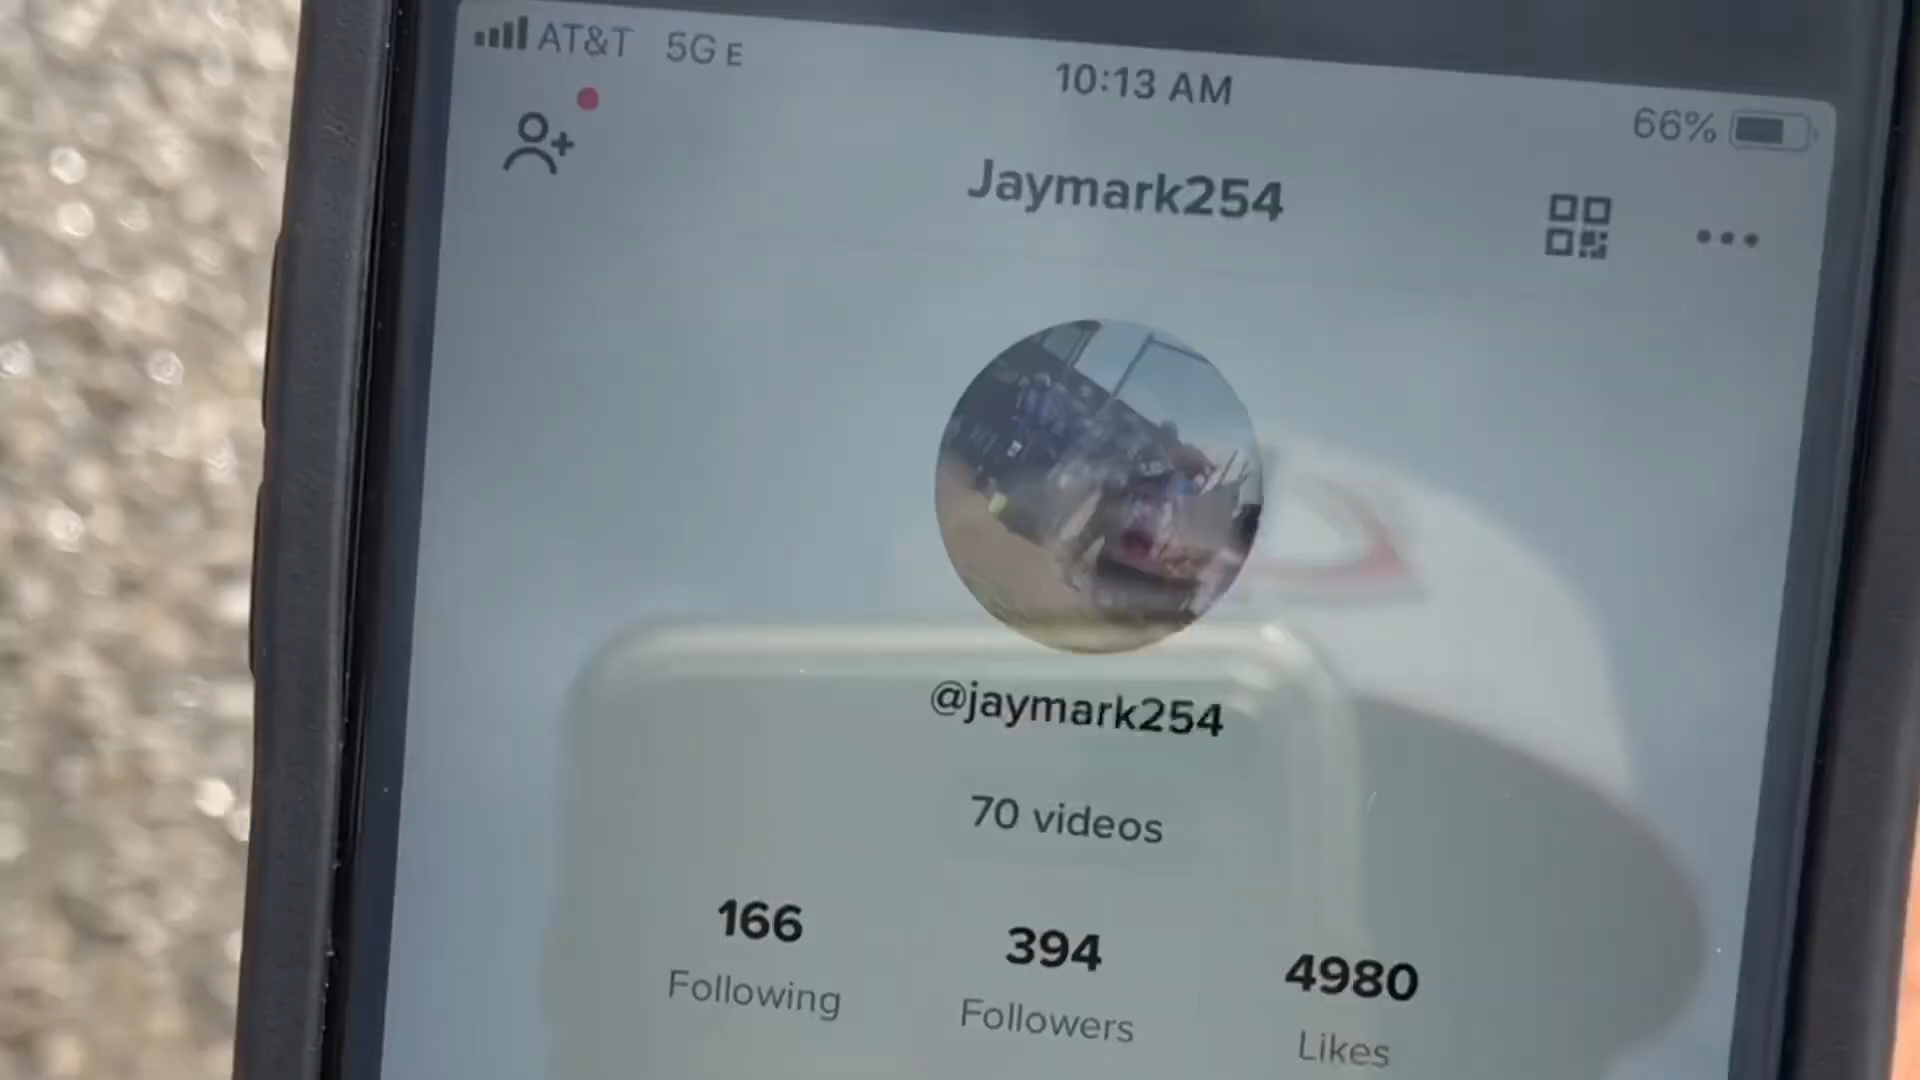 AT&T 5G E
10:13 AM
66%
Jaymark254
@jaymark254
70 videos
166
Following
394
Followers
4980
Likes